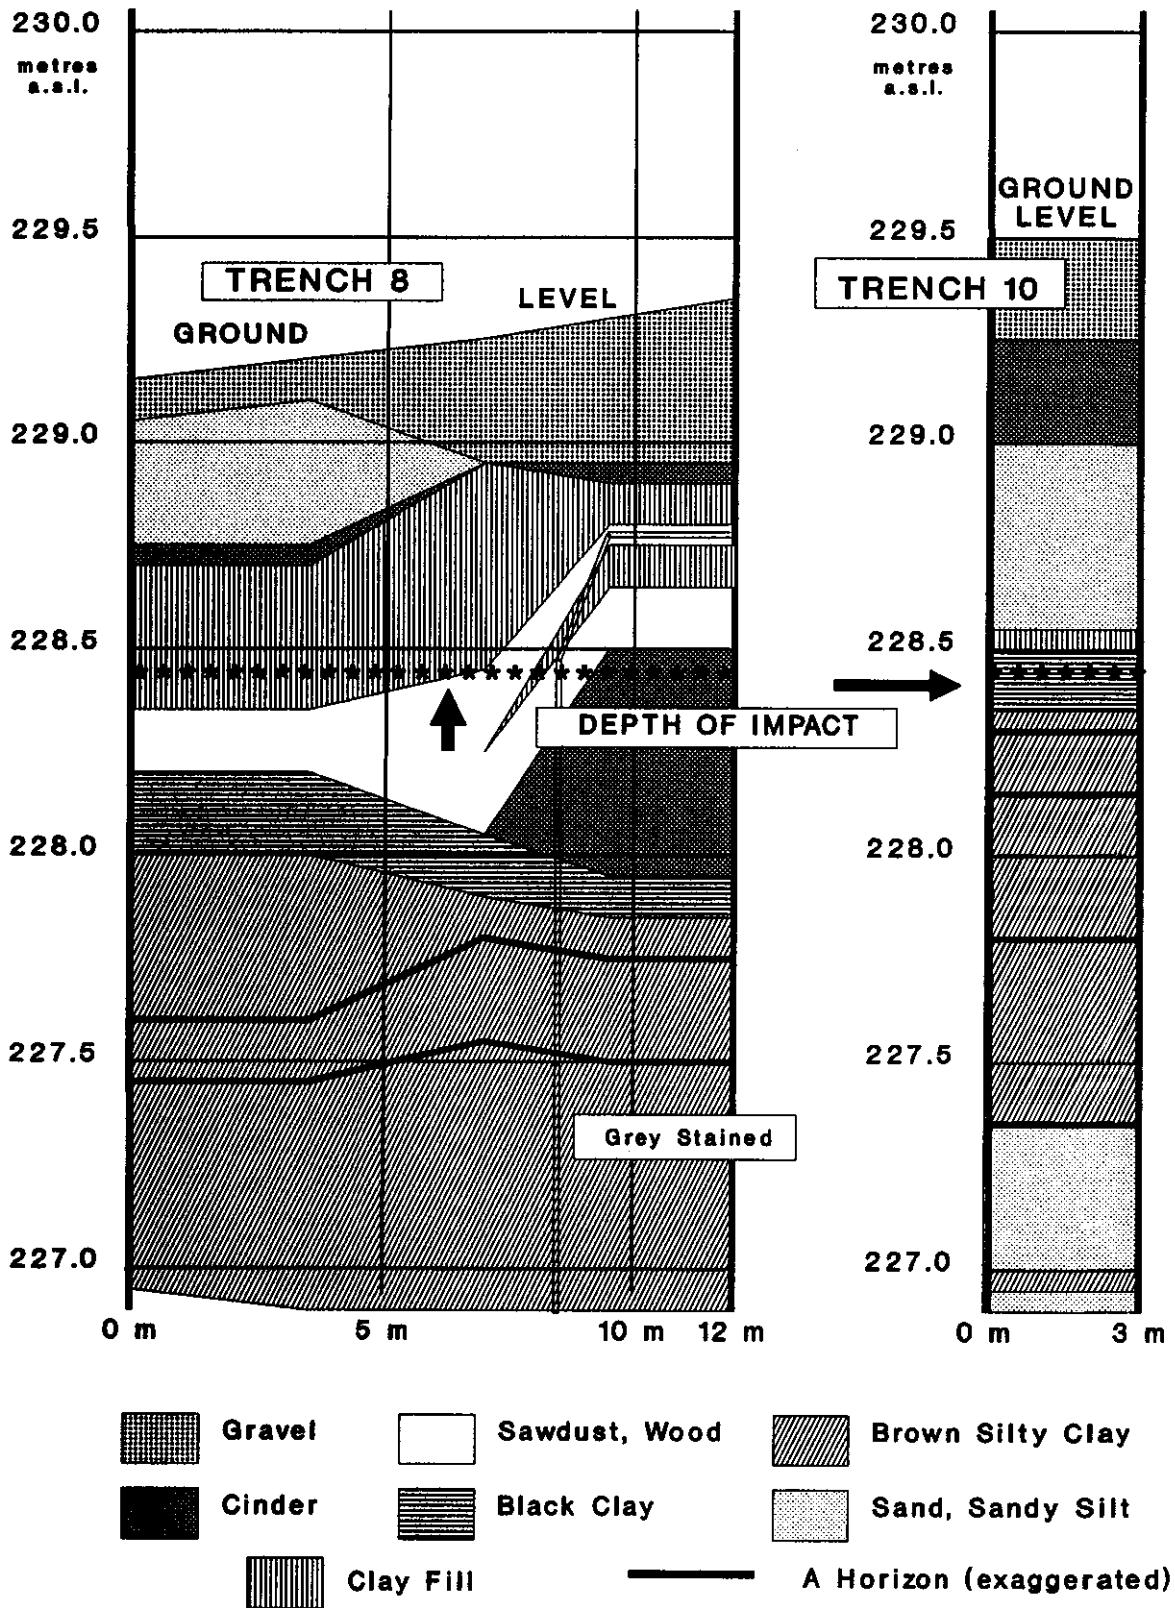 230.0
metres
a.s.l.
229.5
229.0
228.5
228.0
227.5
227.0
TRENCH 8
GROUND
LEVEL
DEPTH OF IMPACT
Grey Stained
0 m
5 m
10 m
12 m
230.0
metres
a.s.l.
229.5
229.0
228.5
228.0
227.5
227.0
GROUND
LEVEL
TRENCH 10
0 m
3 m
Gravel
Sawdust, Wood
Brown Silty Clay
Cinder
Black Clay
Sand, Sandy Silt
Clay Fill
A Horizon (exaggerated)